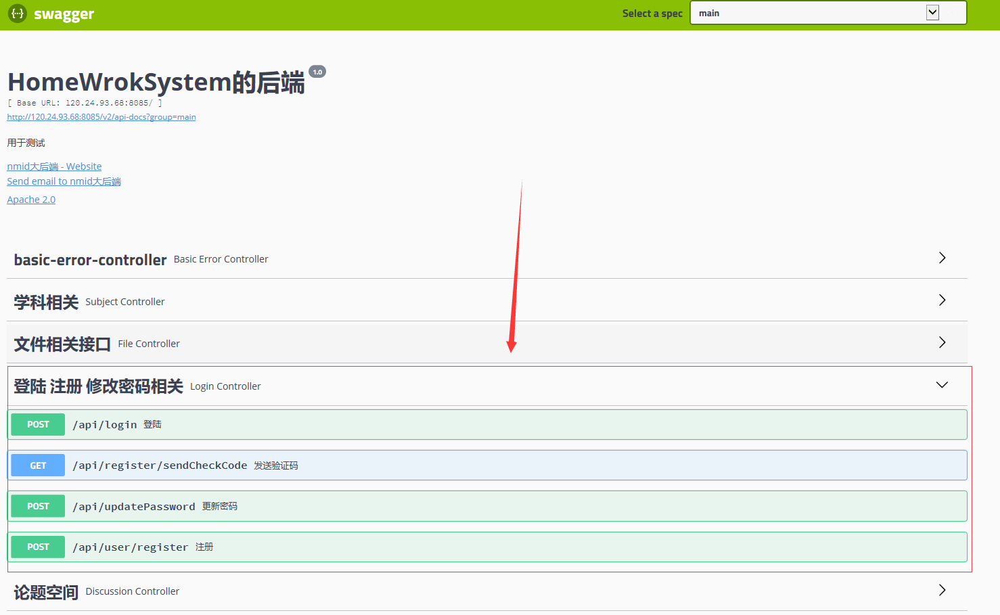 swagger
Select a spec main
HomeWrokSystem的后端 1.0
[ Base URL: 120.24.93.68:8085/ ]
http://120.24.93.68:8085/v2/api-docs?group=main
用于测试
nmid大后端 - Website
Send email to nmid大后端
Apache 2.0
basic-error-controller Basic Error Controller
学科相关 Subject Controller
文件相关接口 File Controller
登陆 注册 修改密码相关 Login Controller
POST /api/login 登陆
GET /api/register/sendCheckCode 发送验证码
POST /api/updatePassword 更新密码
POST /api/user/register 注册
论题空间 Discussion Controller